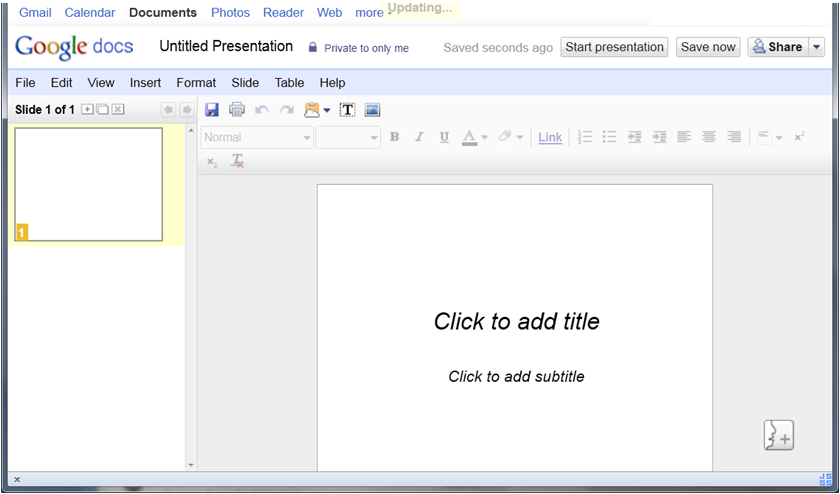 Gmail Calendar Documents Photos Reader Web more Updating...
Google docs Untitled Presentation Private to only me Saved seconds ago Start presentation Save now Share
File Edit View Insert Format Slide Table Help
Slide 1 of 1
Normal B I U A Link x²
x₂ T
1
Click to add title
Click to add subtitle